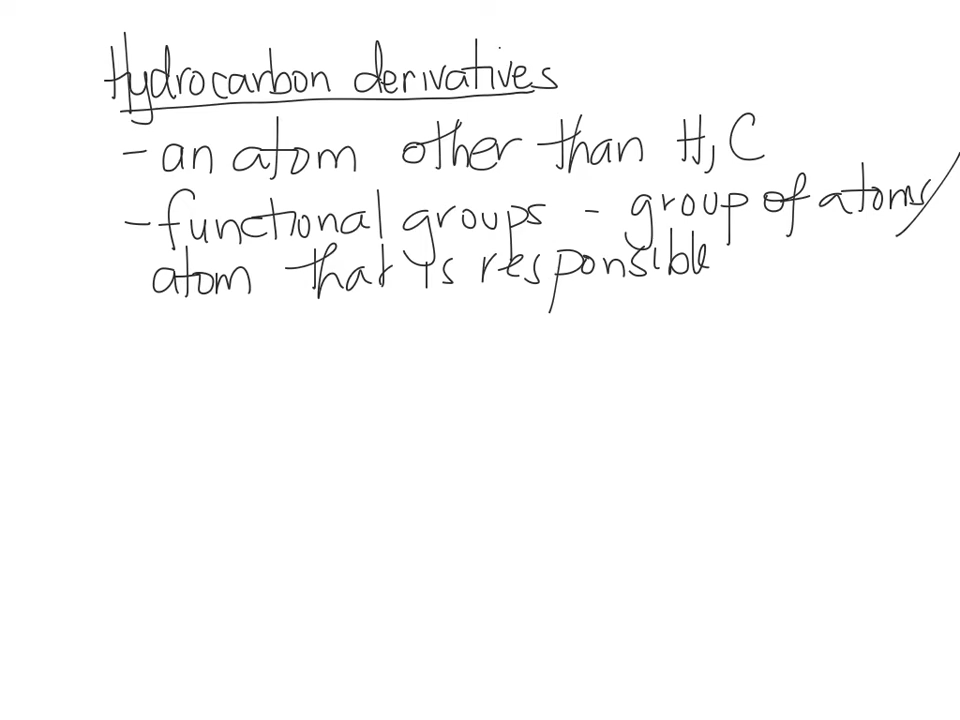 Hydrocarbon derivatives
- an atom other than H, C
- functional groups - group of atoms/
atom that is responsible